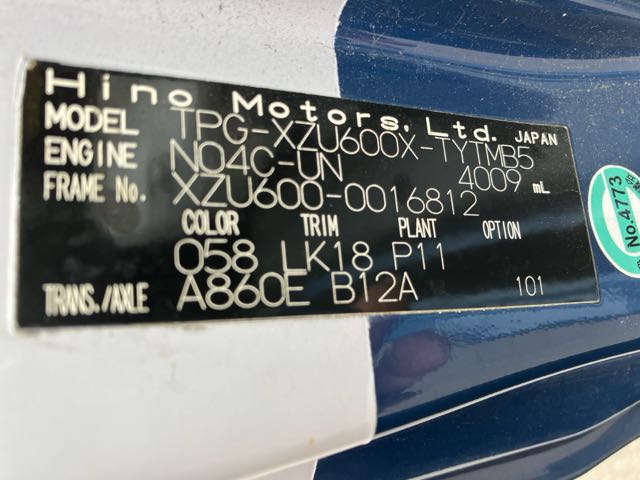 Hino Motors, Ltd. JAPAN
MODEL TPG-XZU600X-TYTMB5
ENGINE N04C-UN 4009 mL
FRAME No. XZU600-0016812
COLOR TRIM PLANT OPTION
058 LK18 P11
TRANS./AXLE A860E B12A 101
No.4773